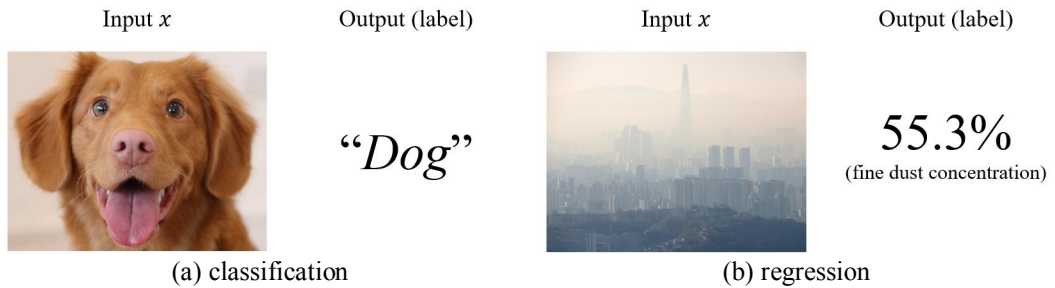 Input x Output (label) Input x Output (label)
“Dog” 55.3%
(fine dust concentration)
(a) classification (b) regression